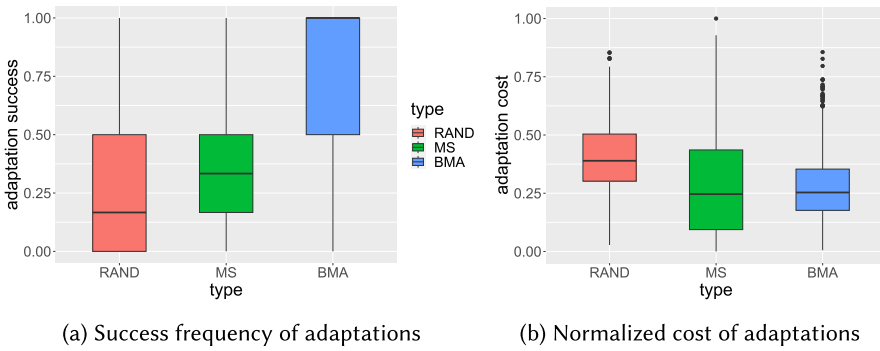 adaptation success
1.00
0.75
0.50
0.25
0.00
RAND
MS
BMA
type
type
RAND
MS
BMA
adaptation cost
1.00
0.75
0.50
0.25
0.00
RAND
MS
BMA
type
(a) Success frequency of adaptations
(b) Normalized cost of adaptations